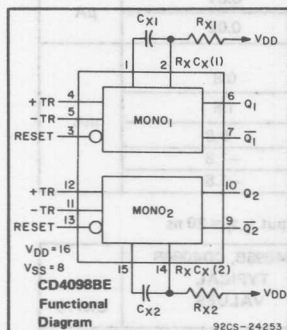 CX1 RX1 VDD
1 2 RXCX(1)
+TR 4 6 Q1
-TR 5 MONO1
RESET 3 7 Q1
+TR 12 10 Q2
-TR 11 MONO2
RESET 13 9 Q2
VDD=16
VSS=8
15 14 RXCX(2)
CD4098BE
Functional
Diagram
CX2 RX2 VDD
92CS-24253